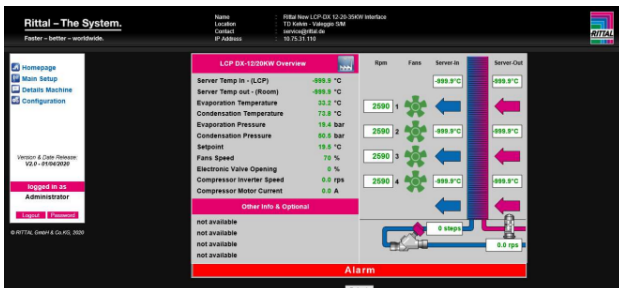 Rittal – The System.
Faster – better – worldwide.
Name : Rittal New LCP-DX 12-20-35KW Interface
Location : TD Kelvin - Valeggio S/M
Contact : service@rittal.de
IP Address : 10.75.31.110
RITTAL
Homepage
Main Setup
Details Machine
Configuration
Version & Date Release:
V2.0 - 01/04/2020
logged in as
Administrator
Logout Password
© RITTAL GmbH & Co.KG, 2020
LCP DX-12/20KW Overview
Server Temp In - (LCP) -999.9 °C
Server Temp out - (Room) -999.9 °C
Evaporation Temperature 33.2 °C
Condensation Temperature 73.9 °C
Evaporation Pressure 19.4 bar
Condensation Pressure 50.5 bar
Setpoint 19.5 °C
Fans Speed 70 %
Electronic Valve Opening 0 %
Compressor Inverter Speed 0.0 rps
Compressor Motor Current 0.0 A
Other Info & Optional
not available
not available
not available
not available
Rpm Fans Server-In Server-Out
-999.9°C -999.9°C
2590 1
2590 2 -999.9°C -999.9°C
2590 3
2590 4 -999.9°C -999.9°C
0 steps
0.0 rps
Alarm